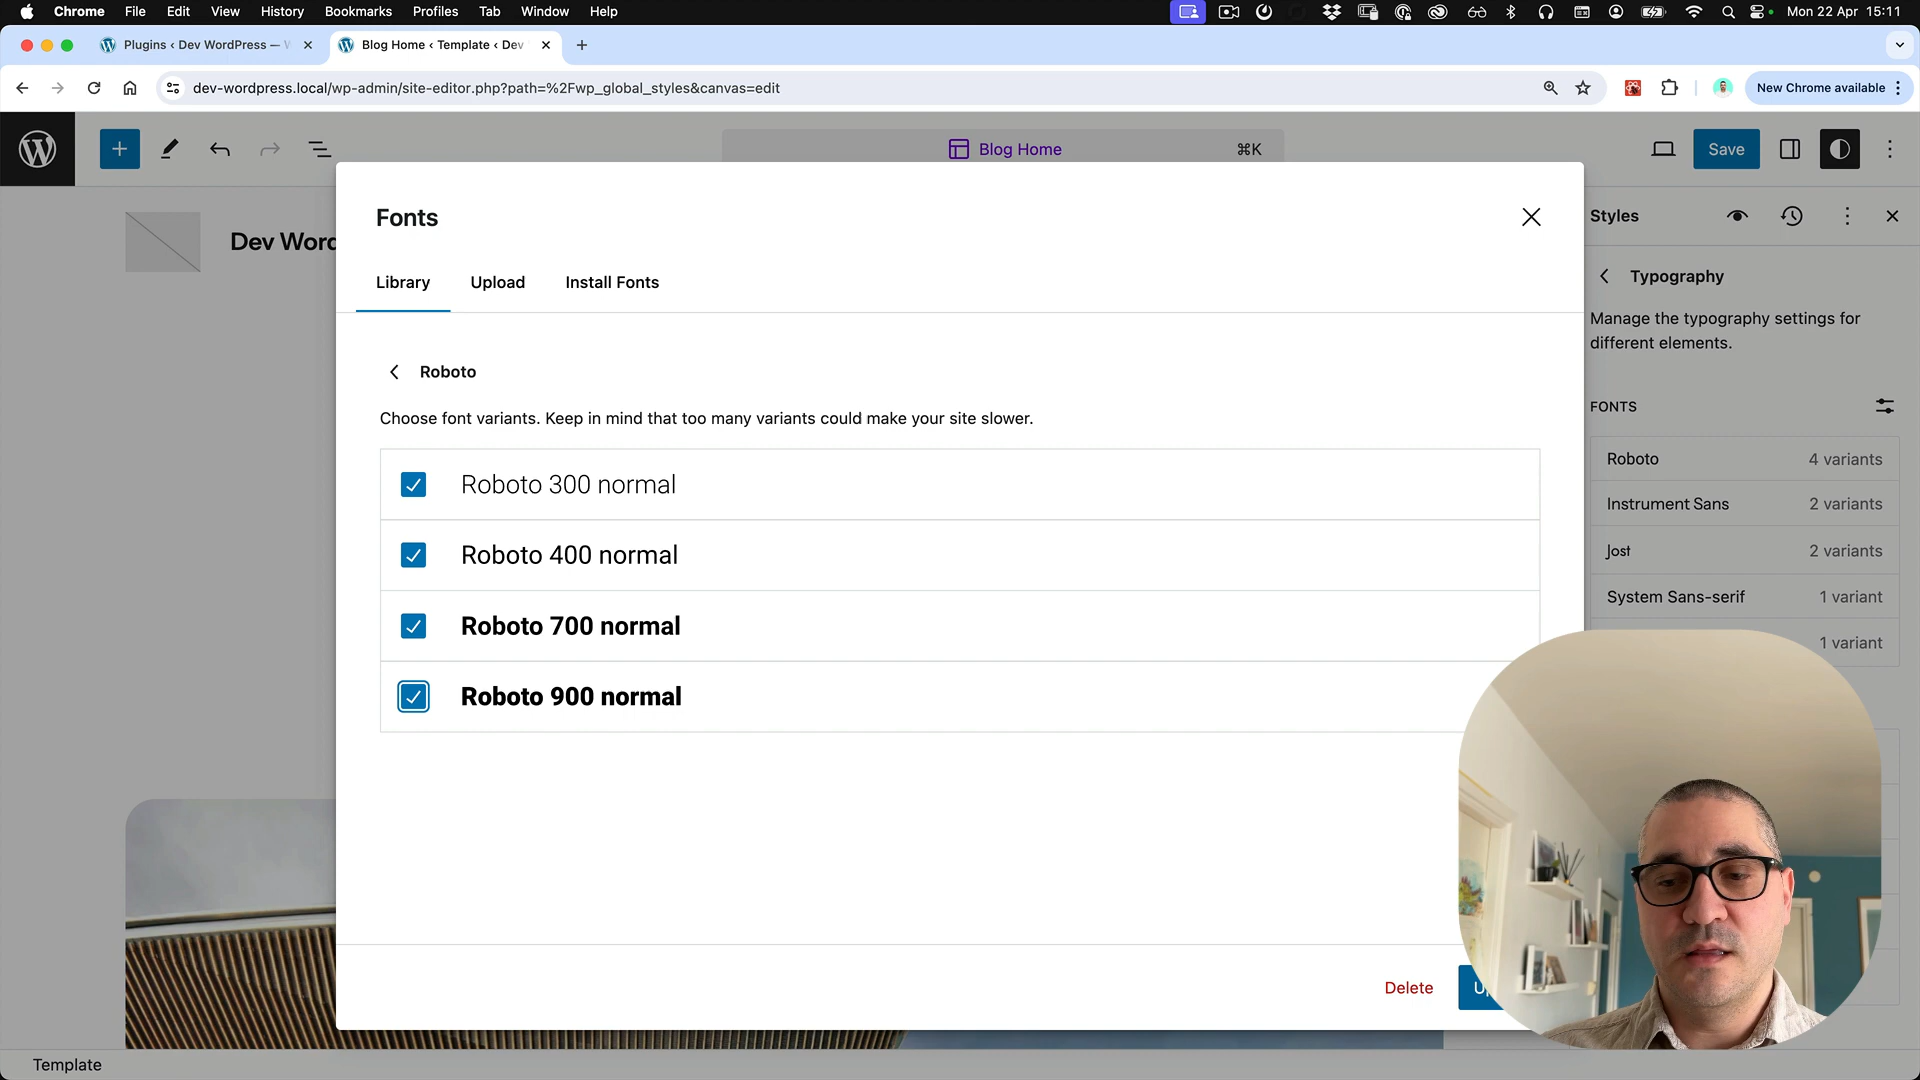 Chrome File Edit View History Bookmarks Profiles Tab Window Help Mon 22 Apr 15:11
Plugins ‹ Dev WordPress —
Blog Home ‹ Template ‹ Dev
dev-wordpress.local/wp-admin/site-editor.php?path=%2Fwp_global_styles&canvas=edit
New Chrome available
Blog Home ⌘K
Save
Dev Word
Fonts
Library Upload Install Fonts
Roboto
Choose font variants. Keep in mind that too many variants could make your site slower.
Roboto 300 normal
Roboto 400 normal
Roboto 700 normal
Roboto 900 normal
Delete
Styles
Typography
Manage the typography settings for
different elements.
FONTS
Roboto 4 variants
Instrument Sans 2 variants
Jost 2 variants
System Sans-serif 1 variant
1 variant
Template